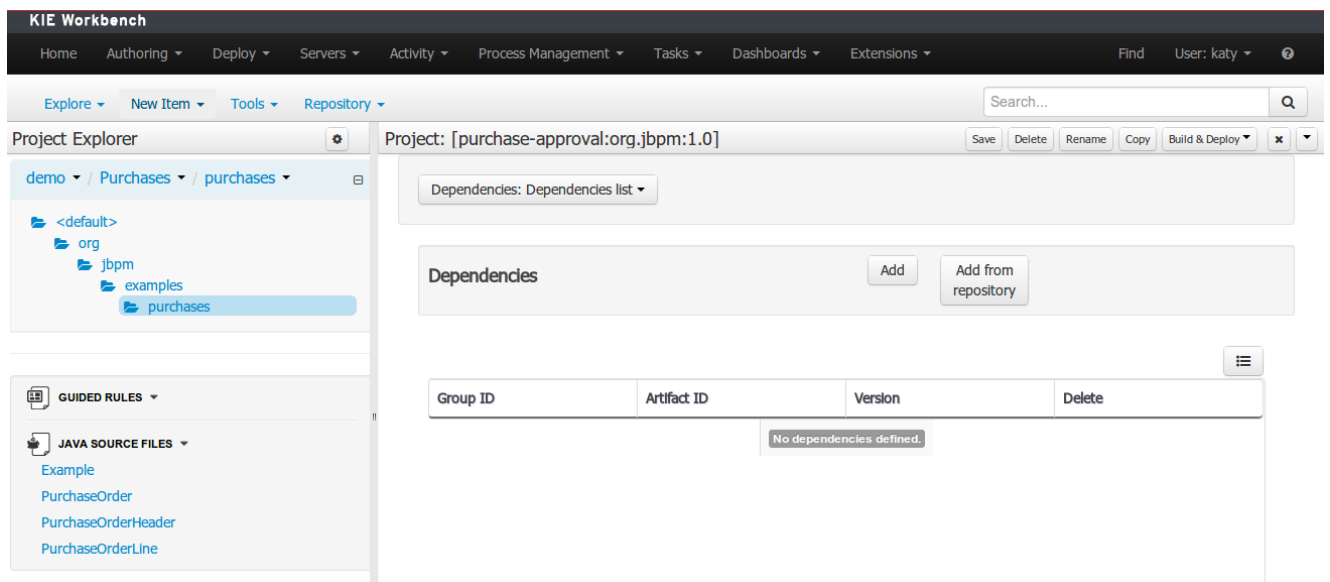 KIE Workbench
Home Authoring Deploy Servers Activity Process Management Tasks Dashboards Extensions Find User: katy
Explore New Item Tools Repository Search...
Project Explorer
Project: [purchase-approval:org.jbpm:1.0] Save Delete Rename Copy Build & Deploy
demo / Purchases / purchases
<default>
org
jbpm
examples
purchases
GUIDED RULES
JAVA SOURCE FILES
Example
PurchaseOrder
PurchaseOrderHeader
PurchaseOrderLine
Dependencies: Dependencies list
Dependencies Add Add from
repository
Group ID Artifact ID Version Delete
No dependencies defined.